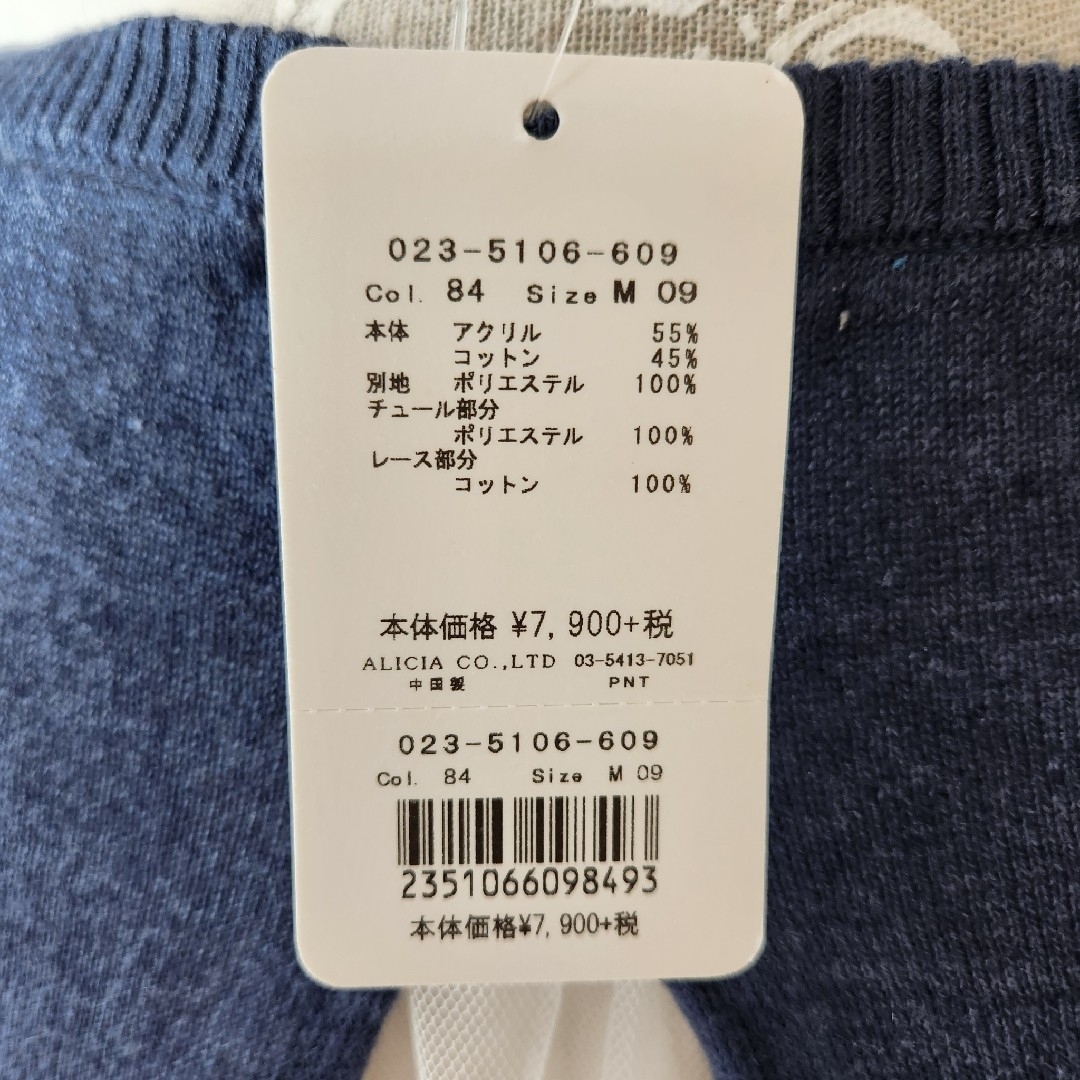 023-5106-609
Col. 84 Size M 09
本体 アクリル 55%
コットン 45%
別地 ポリエステル 100%
チュール部分
ポリエステル 100%
レース部分
コットン 100%
本体価格 ¥7,900+税
ALICIA CO.,LTD 03-5413-7051
中国製 PNT
023-5106-609
Col. 84 Size M 09
2351066098493
本体価格¥7,900+税